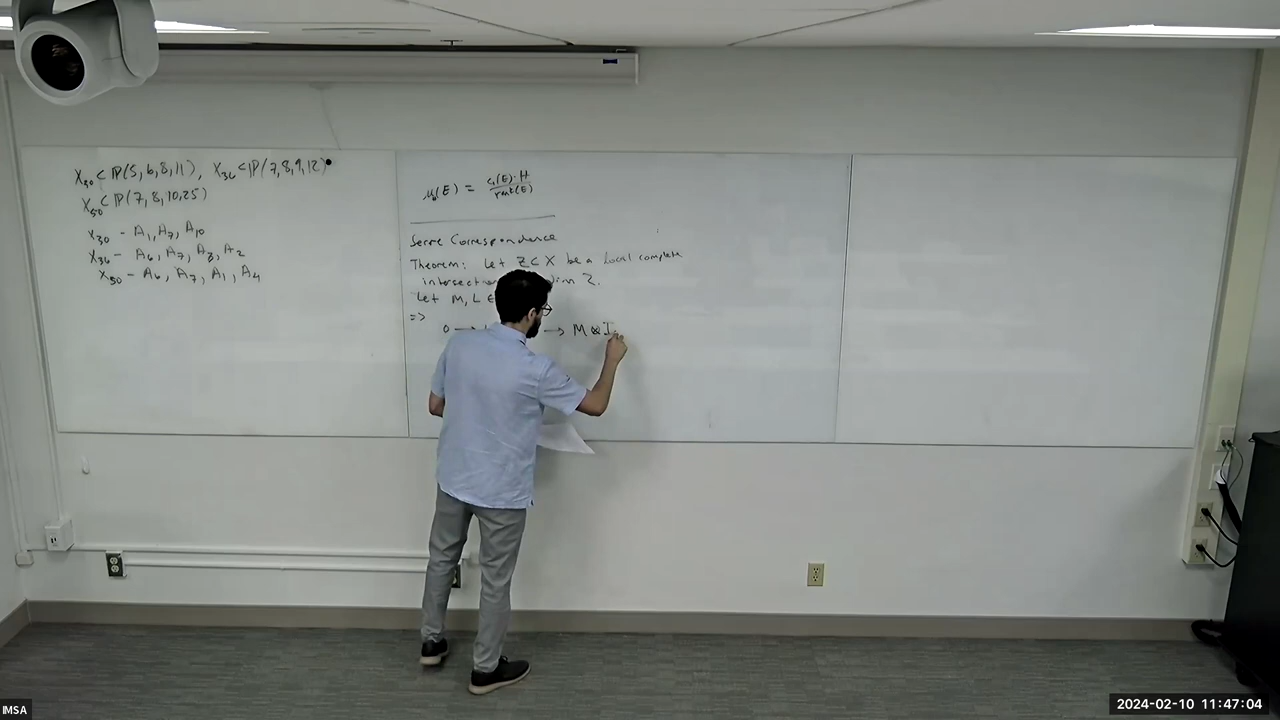 X₃₀ ⊂ ℙ(5,6,8,11), X₃₆ ⊂ ℙ(7,8,9,12)
X₅₀ ⊂ ℙ(7,8,10,25)
X₃₀ - A₁, A₇, A₁₀
X₃₆ - A₆, A₇, A₃, A₂
X₅₀ - A₆, A₇, A₁, A₄
(E) = c₁(E)·H / rank(E)
Serre Correspondence
Theorem: Let Z ⊂ X be a local complete
2.
Let M, L
=>
0 → → M ⊗ I
IMSA
2024-02-10 11:47:04